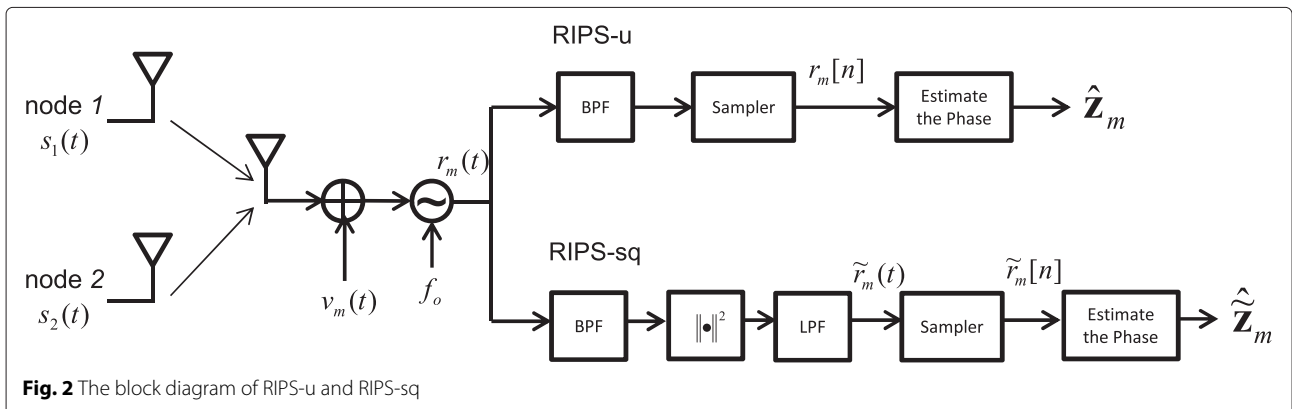 RIPS-u
node 1
s₁(t)
BPF
Sampler
rₘ[n]
Estimate
the Phase
ẑₘ
rₘ(t)
node 2
s₂(t)
vₘ(t)
fₒ
RIPS-sq
BPF
‖●‖²
LPF
r̃ₘ(t)
Sampler
r̃ₘ[n]
Estimate
the Phase
z̃̂ₘ
Fig. 2 The block diagram of RIPS-u and RIPS-sq